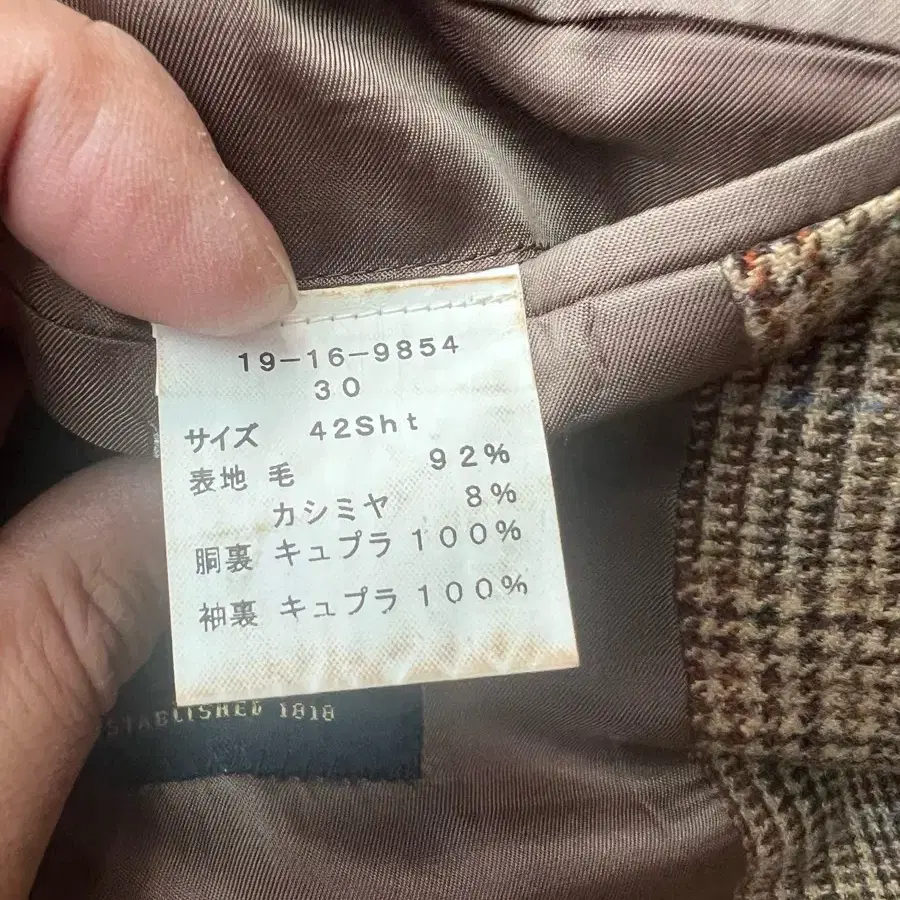 19-16-9854
30
サイズ 42Sht
表地 毛 92%
カシミヤ 8%
胴裏 キュプラ 100%
袖裏 キュプラ 100%
ESTABLISHED 1818